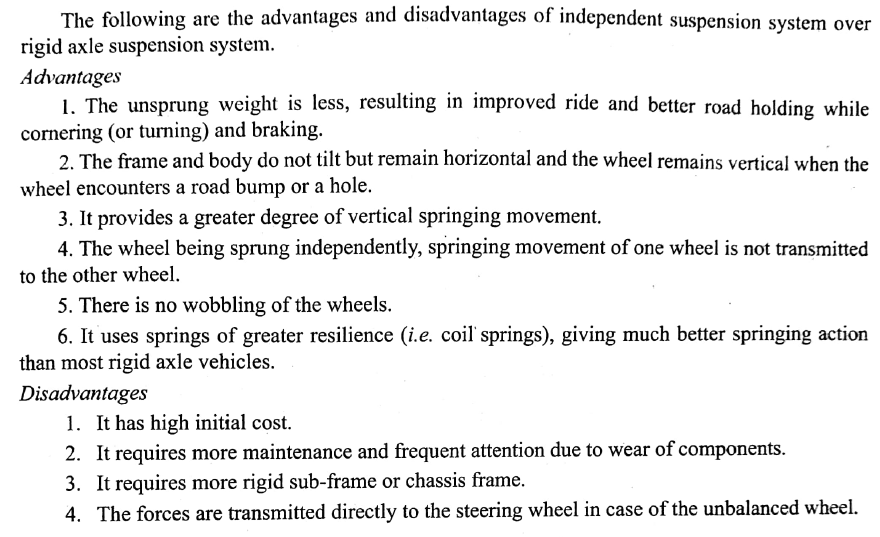 The following are the advantages and disadvantages of independent suspension system over
rigid axle suspension system.
Advantages
1. The unsprung weight is less, resulting in improved ride and better road holding while
cornering (or turning) and braking.
2. The frame and body do not tilt but remain horizontal and the wheel remains vertical when the
wheel encounters a road bump or a hole.
3. It provides a greater degree of vertical springing movement.
4. The wheel being sprung independently, springing movement of one wheel is not transmitted
to the other wheel.
5. There is no wobbling of the wheels.
6. It uses springs of greater resilience (i.e. coil springs), giving much better springing action
than most rigid axle vehicles.
Disadvantages
1. It has high initial cost.
2. It requires more maintenance and frequent attention due to wear of components.
3. It requires more rigid sub-frame or chassis frame.
4. The forces are transmitted directly to the steering wheel in case of the unbalanced wheel.